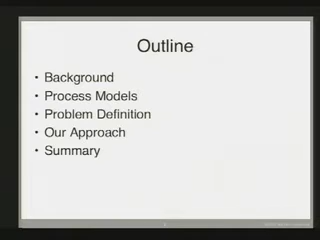 Outline
• Background
• Process Models
• Problem Definition
• Our Approach
• Summary